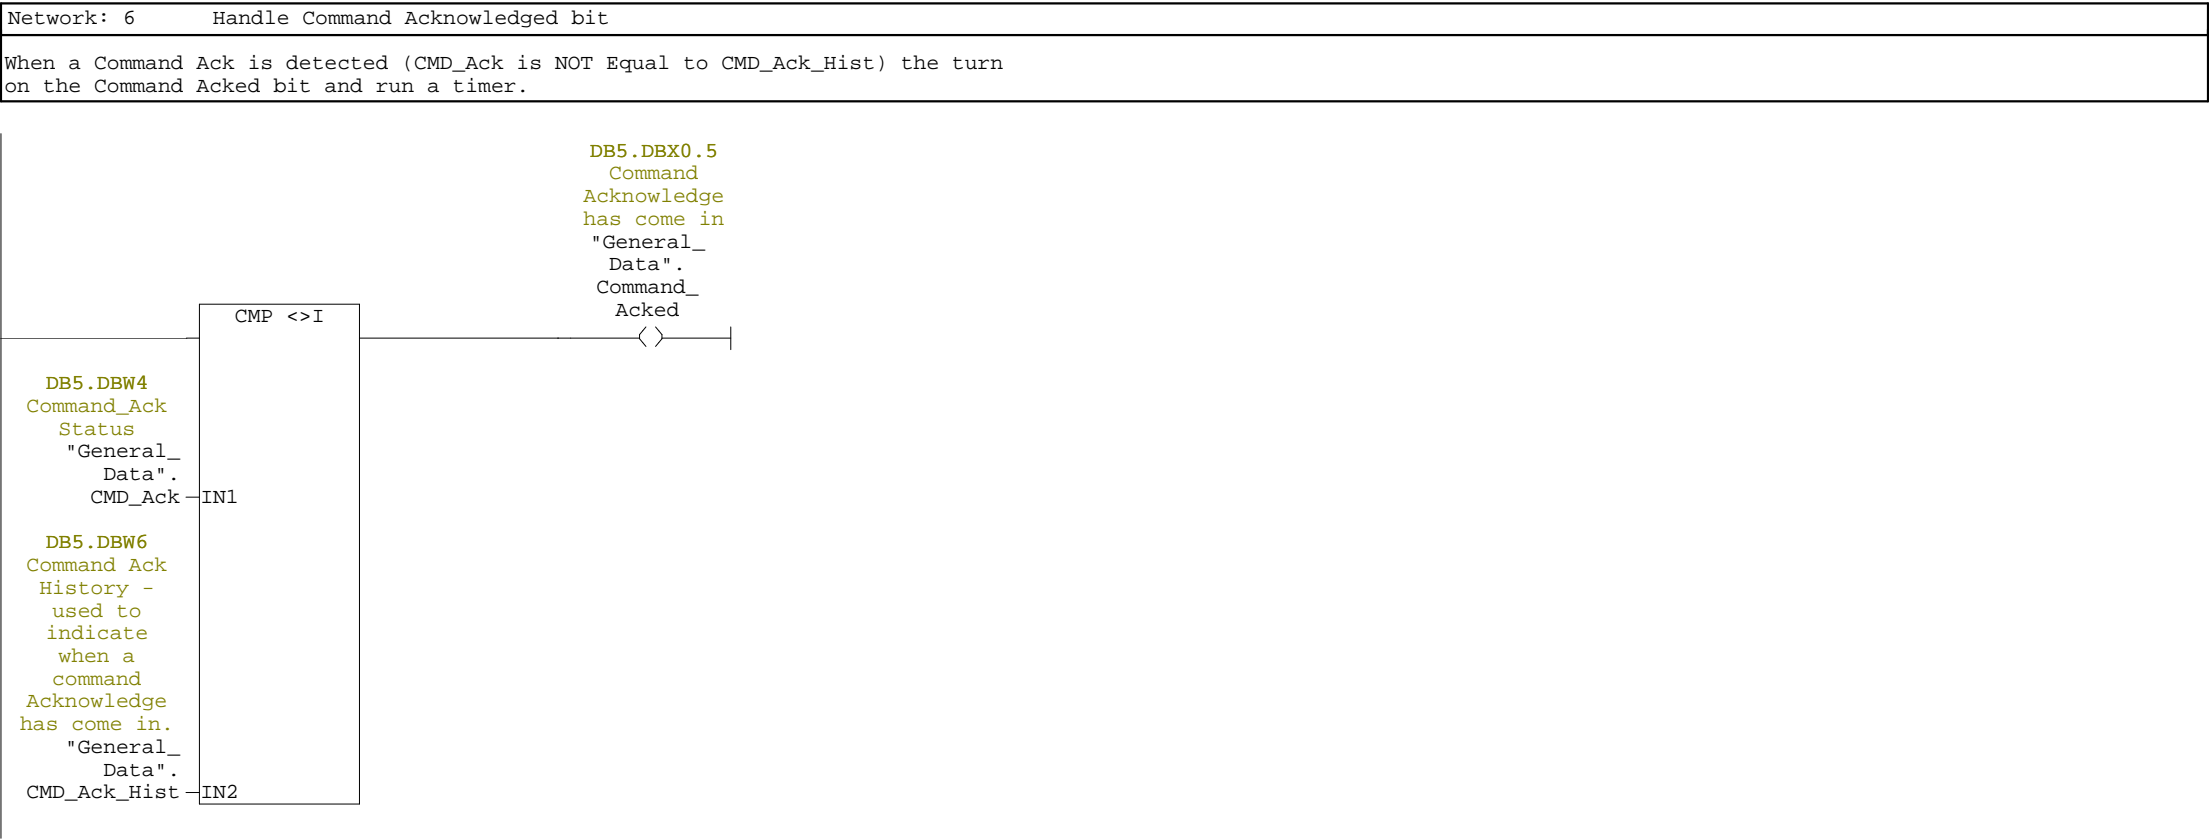 Network: 6 Handle Command Acknowledged bit
When a Command Ack is detected (CMD_Ack is NOT Equal to CMD_Ack_Hist) the turn
on the Command Acked bit and run a timer.
DB5.DBX0.5
Command
Acknowledge
has come in
"General_
Data".
Command_
Acked
CMP <>I
DB5.DBW4
Command_Ack
Status
"General_
Data".
CMD_Ack IN1
DB5.DBW6
Command Ack
History -
used to
indicate
when a
command
Acknowledge
has come in.
"General_
Data".
CMD_Ack_Hist IN2